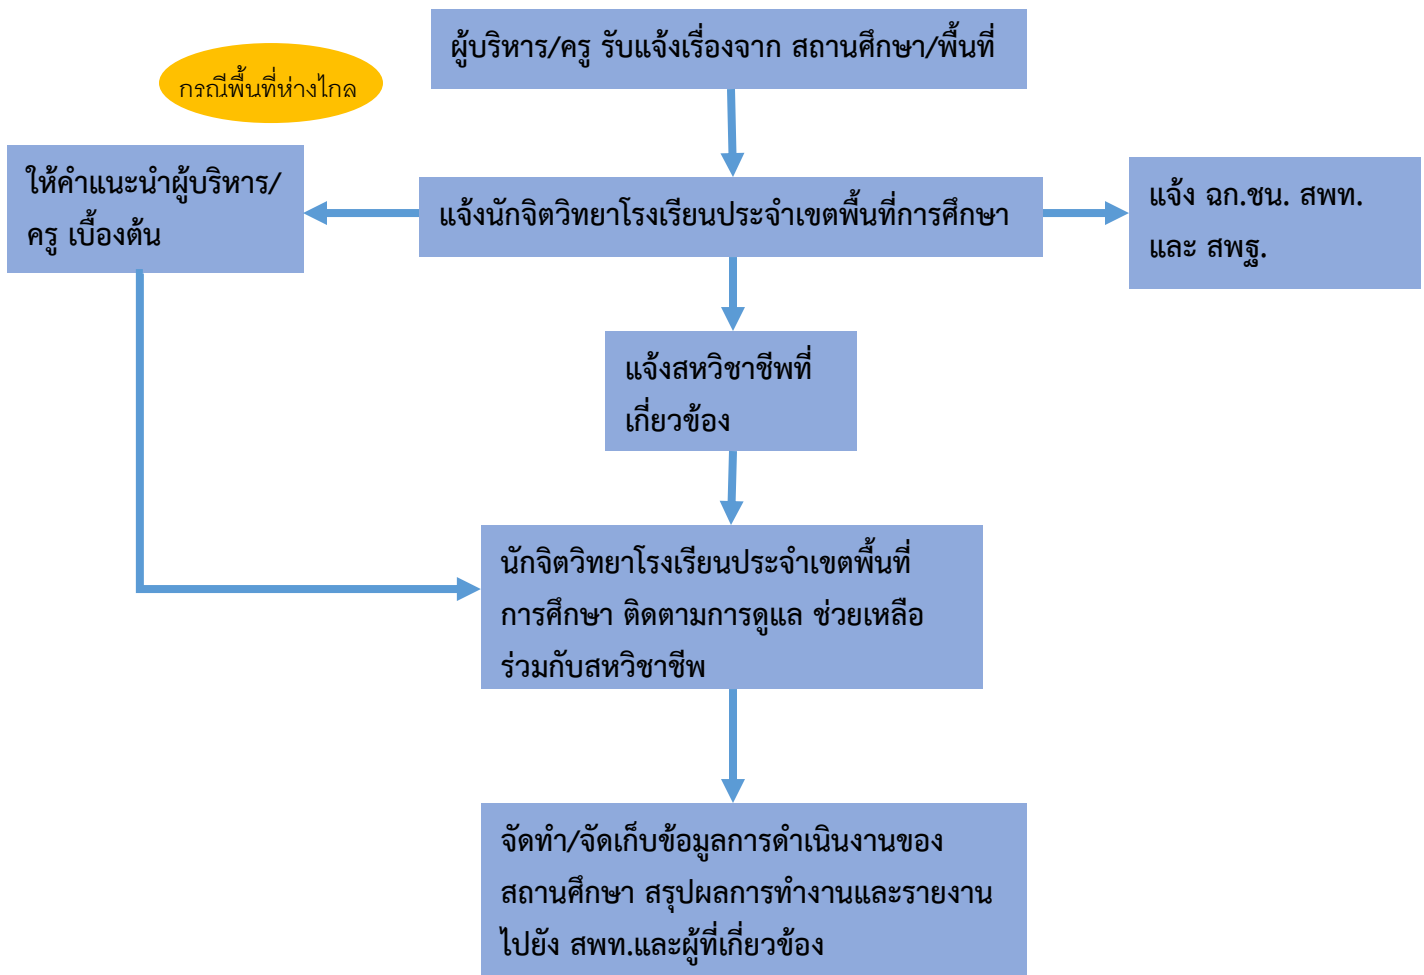 ผู้บริหาร/ครู รับแจ้งเรื่องจาก สถานศึกษา/พื้นที่
กรณีพื้นที่ห่างไกล
ให้คำแนะนำผู้บริหาร/
ครู เบื้องต้น
แจ้งนักจิตวิทยาโรงเรียนประจำเขตพื้นที่การศึกษา
แจ้ง ฉก.ชน. สพท.
และ สพฐ.
แจ้งสหวิชาชีพที่
เกี่ยวข้อง
นักจิตวิทยาโรงเรียนประจำเขตพื้นที่
การศึกษา ติดตามการดูแล ช่วยเหลือ
ร่วมกับสหวิชาชีพ
จัดทำ/จัดเก็บข้อมูลการดำเนินงานของ
สถานศึกษา สรุปผลการทำงานและรายงาน
ไปยัง สพท.และผู้ที่เกี่ยวข้อง